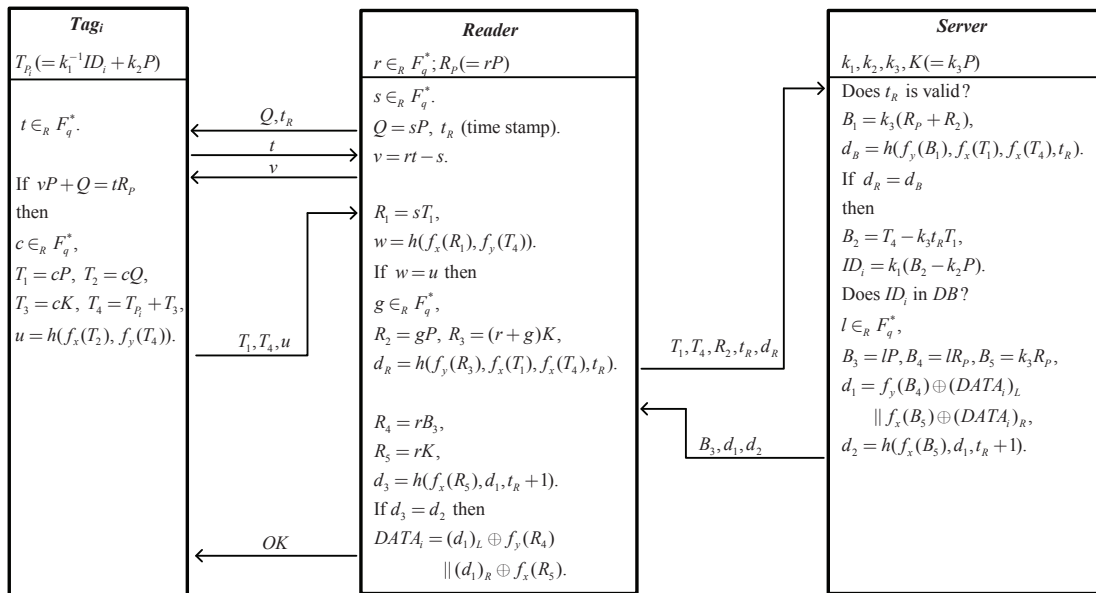 Tag_i
T_{P_i}(= k_1^{-1}ID_i + k_2P)
t ∈_R F_q^*.
If vP + Q = tR_P
then
c ∈_R F_q^*,
T_1 = cP, T_2 = cQ,
T_3 = cK, T_4 = T_{P_i} + T_3,
u = h(f_x(T_2), f_y(T_4)).
Q, t_R
t
v
T_1, T_4, u
OK
Reader
r ∈_R F_q^*; R_P(= rP)
s ∈_R F_q^*.
Q = sP, t_R (time stamp).
v = rt − s.
R_1 = sT_1,
w = h(f_x(R_1), f_y(T_4)).
If w = u then
g ∈_R F_q^*,
R_2 = gP, R_3 = (r + g)K,
d_R = h(f_y(R_3), f_x(T_1), f_x(T_4), t_R).
R_4 = rB_3,
R_5 = rK,
d_3 = h(f_x(R_5), d_1, t_R + 1).
If d_3 = d_2 then
DATA_i = (d_1)_L ⊕ f_y(R_4)
|| (d_1)_R ⊕ f_x(R_5).
T_1, T_4, R_2, t_R, d_R
B_3, d_1, d_2
Server
k_1, k_2, k_3, K(= k_3P)
Does t_R is valid?
B_1 = k_3(R_P + R_2),
d_B = h(f_y(B_1), f_x(T_1), f_x(T_4), t_R).
If d_R = d_B
then
B_2 = T_4 − k_3t_RT_1,
ID_i = k_1(B_2 − k_2P).
Does ID_i in DB?
l ∈_R F_q^*,
B_3 = lP, B_4 = lR_P, B_5 = k_3R_P,
d_1 = f_y(B_4) ⊕ (DATA_i)_L
|| f_x(B_5) ⊕ (DATA_i)_R,
d_2 = h(f_x(B_5), d_1, t_R + 1).